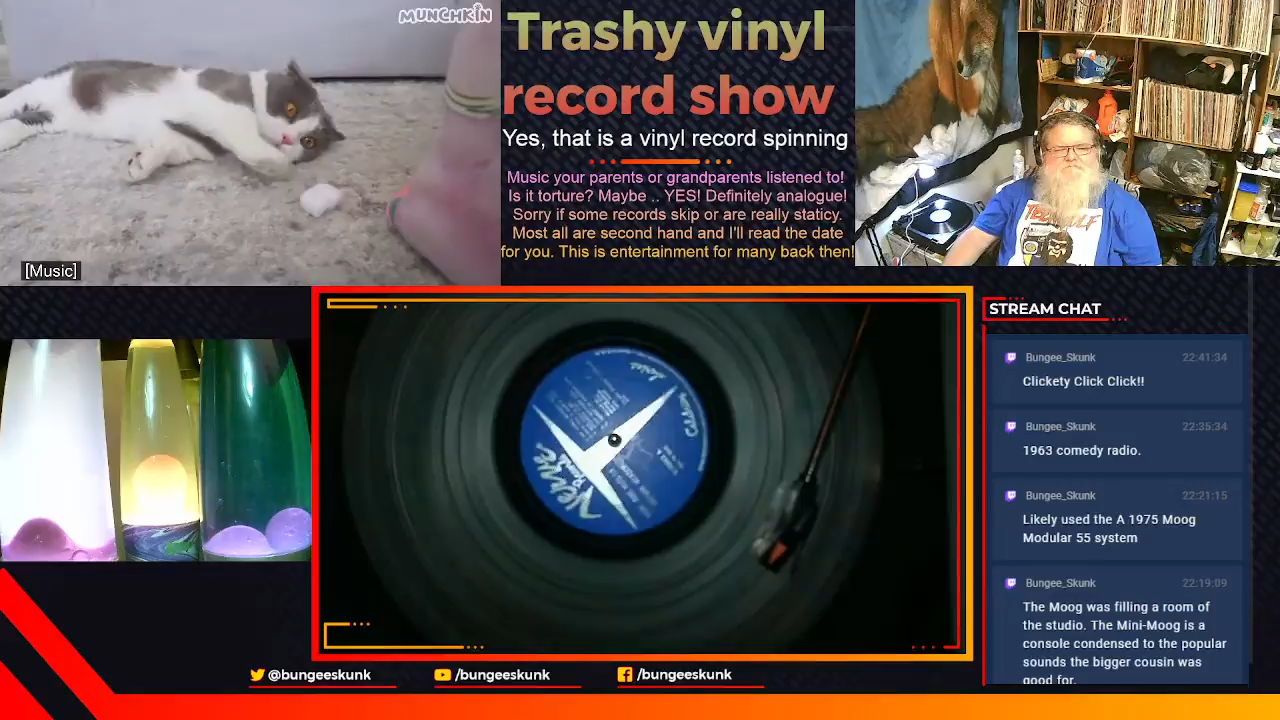 MUNCHKIN
[Music]
Trashy vinyl
record show
Yes, that is a vinyl record spinning
Music your parents or grandparents listened to!
Is it torture? Maybe .. YES! Definitely analogue!
Sorry if some records skip or are really staticy.
Most all are second hand and I'll read the date
for you. This is entertainment for many back then!
Verve
STREAM CHAT
Bungee_Skunk 22:41:34
Clickety Click Click!!
Bungee_Skunk 22:35:34
1963 comedy radio.
Bungee_Skunk 22:21:15
Likely used the A 1975 Moog
Modular 55 system
Bungee_Skunk 22:19:09
The Moog was filling a room of
the studio. The Mini-Moog is a
console condensed to the popular
sounds the bigger cousin was
good for.
@bungeeskunk
/bungeeskunk
/bungeeskunk